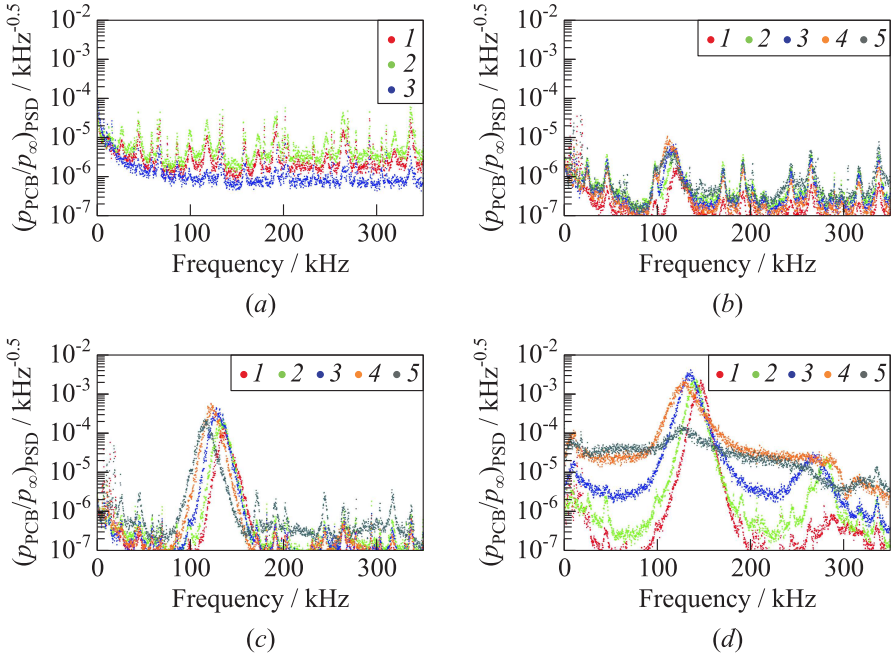 (p_PCB/p_∞)_PSD / kHz^-0.5
10^-2
10^-3
10^-4
10^-5
10^-6
10^-7
1
2
3
0 100 200 300
Frequency / kHz
(a)
(p_PCB/p_∞)_PSD / kHz^-0.5
10^-2
10^-3
10^-4
10^-5
10^-6
10^-7
1 2 3 4 5
0 100 200 300
Frequency / kHz
(b)
(p_PCB/p_∞)_PSD / kHz^-0.5
10^-2
10^-3
10^-4
10^-5
10^-6
10^-7
1 2 3 4 5
0 100 200 300
Frequency / kHz
(c)
(p_PCB/p_∞)_PSD / kHz^-0.5
10^-2
10^-3
10^-4
10^-5
10^-6
10^-7
1 2 3 4 5
0 100 200 300
Frequency / kHz
(d)